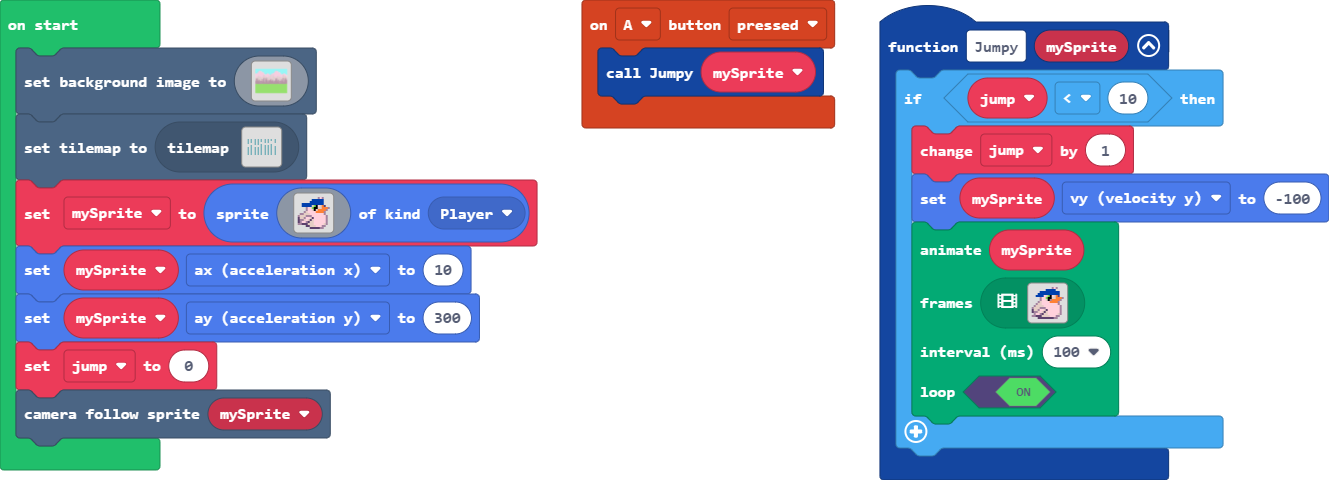 on start
set background image to
set tilemap to tilemap
set mySprite to sprite of kind Player
set mySprite ax (acceleration x) to 10
set mySprite ay (acceleration y) to 300
set jump to 0
camera follow sprite mySprite
on A button pressed
call Jumpy mySprite
function Jumpy mySprite
if jump < 10 then
change jump by 1
set mySprite vy (velocity y) to -100
animate mySprite
frames
interval (ms) 100
loop ON